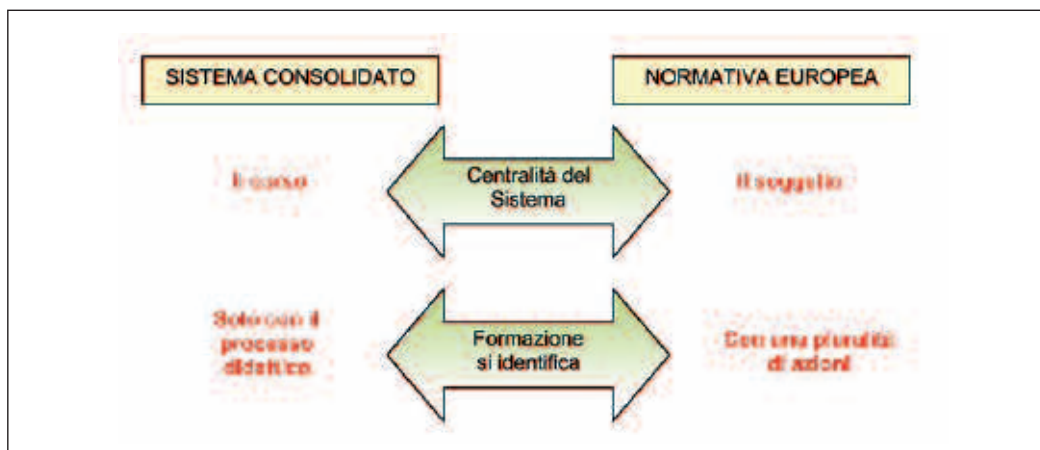 SISTEMA CONSOLIDATO
NORMATIVA EUROPEA
Il corso
Centralità del
Sistema
Il soggetto
Solo con il
processo
didattico
Formazione
si identifica
Con una pluralità
di azioni